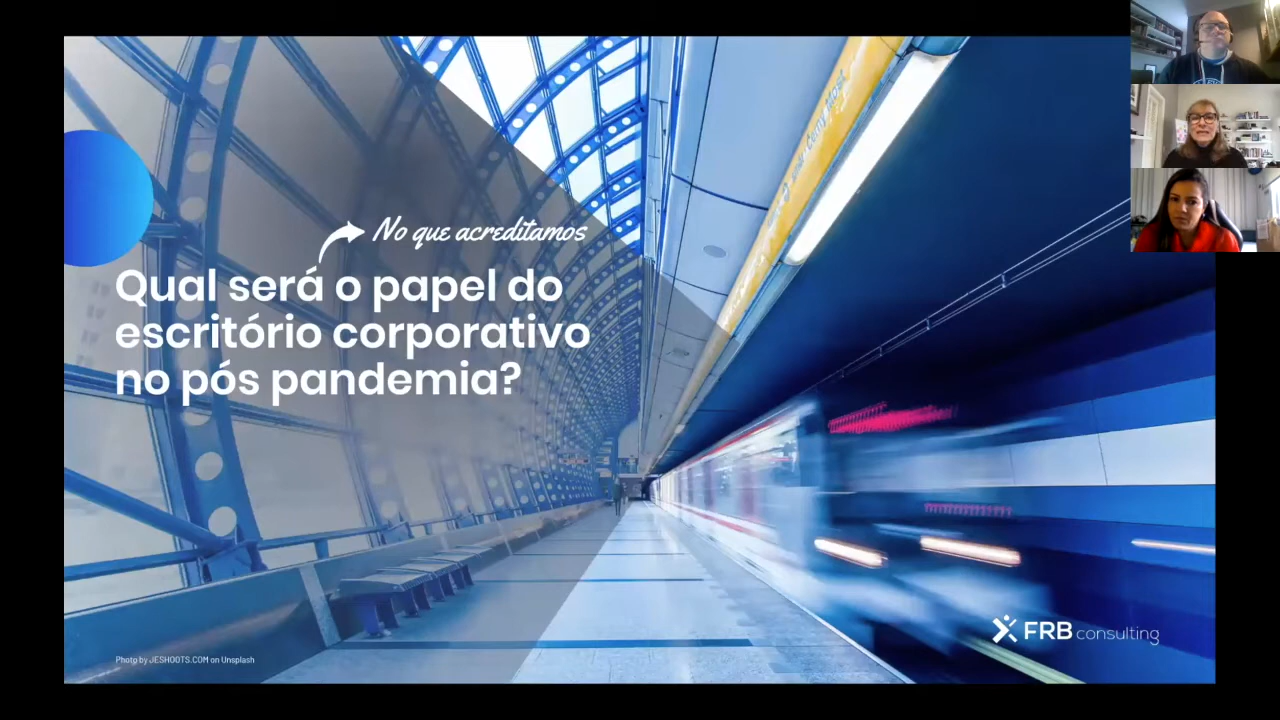 No que acreditamos
Qual será o papel do
escritório corporativo
no pós pandemia?
Photo by JESHOOTS.COM on Unsplash
FRB consulting